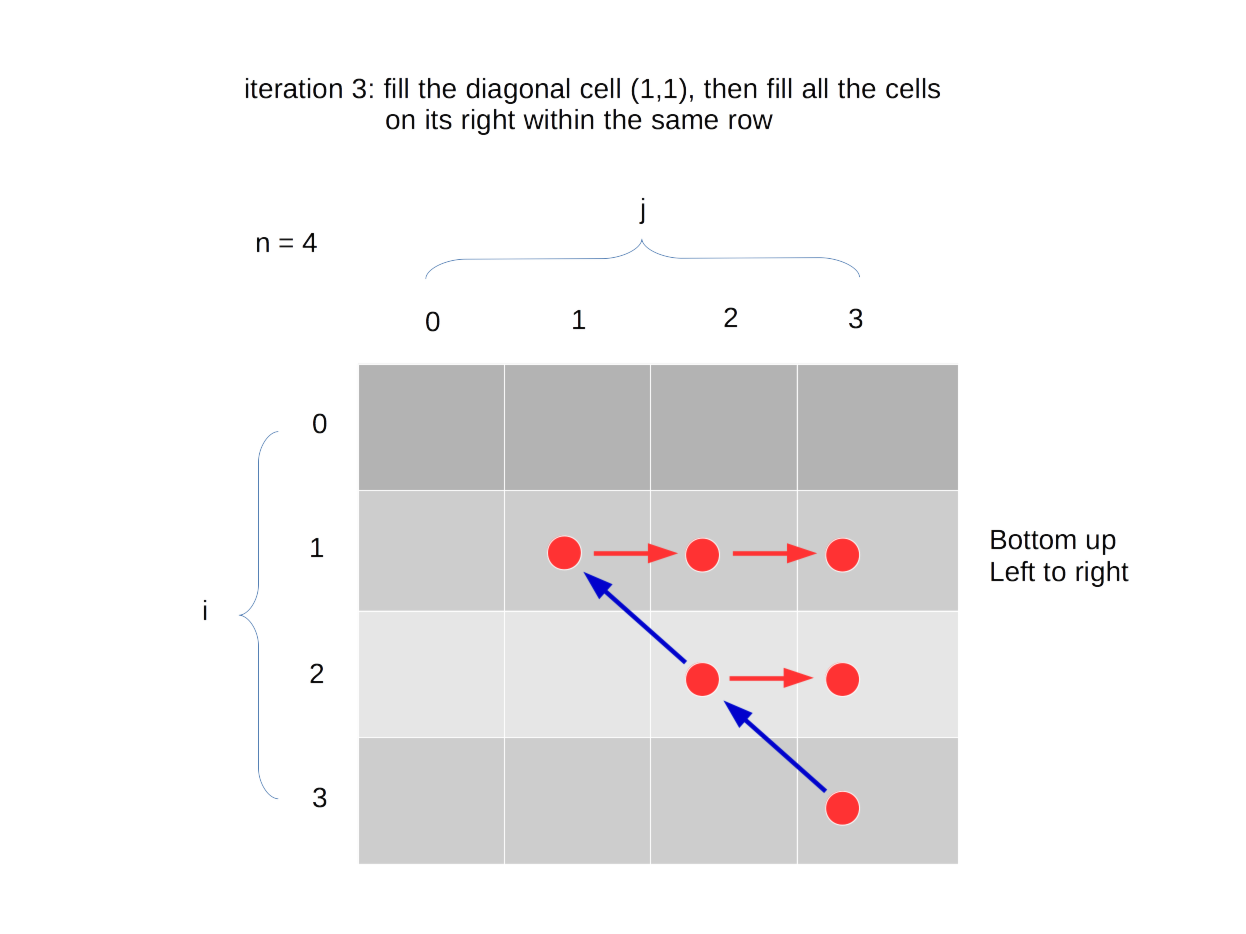 iteration 3: fill the diagonal cell (1,1), then fill all the cells
on its right within the same row
j
n = 4
0 1 2 3
0
1
Bottom up
Left to right
i
2
3